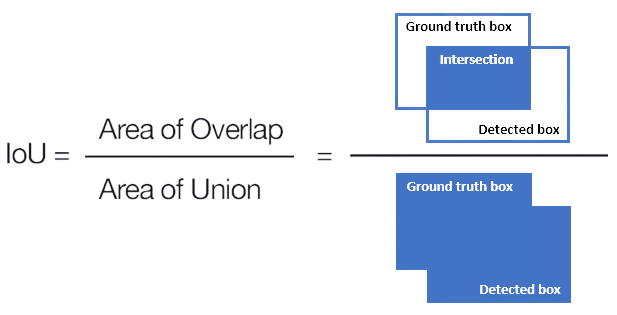 IoU =
Area of Overlap
Area of Union
=
Ground truth box
Intersection
Detected box
Ground truth box
Detected box